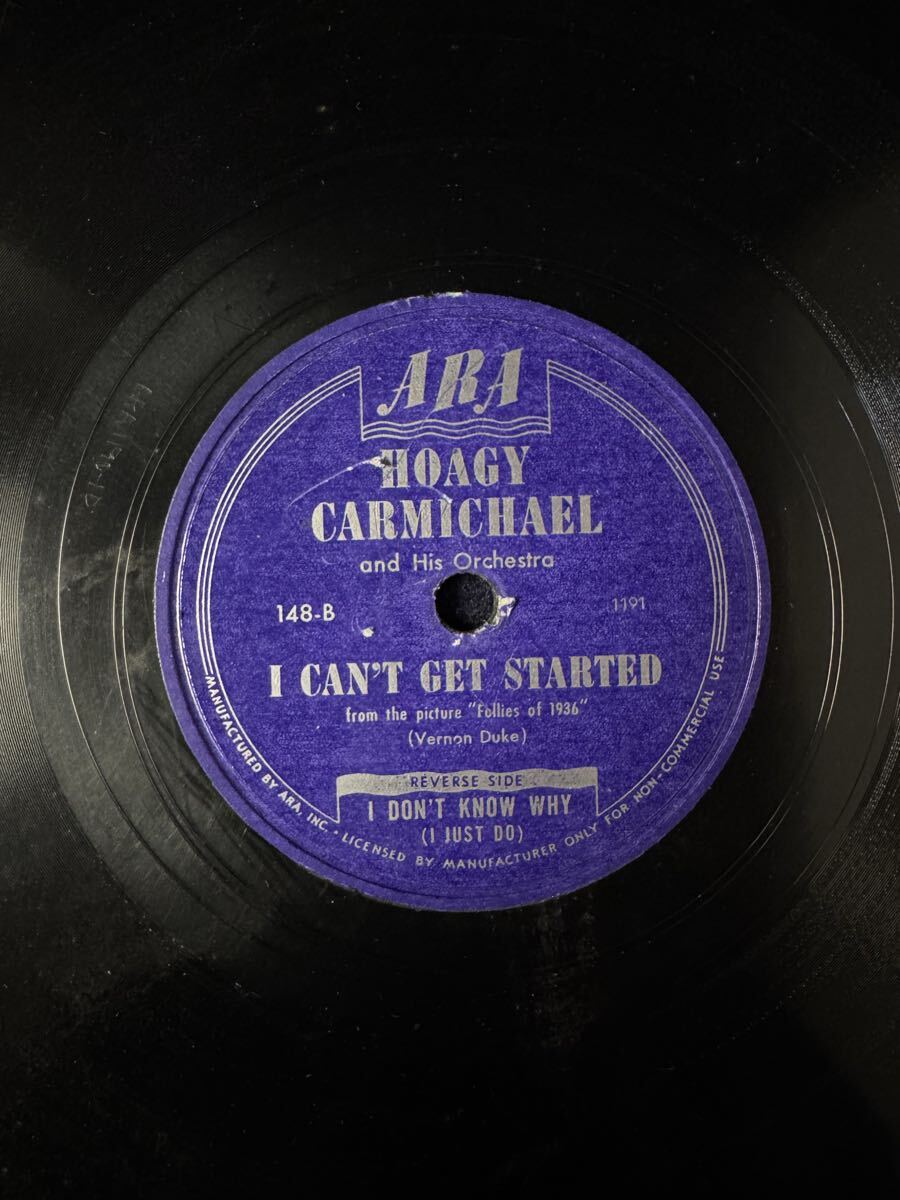 ARA
HOAGY
CARMICHAEL
and His Orchestra
148-B
1191
I CAN'T GET STARTED
from the picture "Follies of 1936"
(Vernon Duke)
REVERSE SIDE
I DON'T KNOW WHY
(I JUST DO)
MANUFACTURED BY ARA, INC. • LICENSED BY MANUFACTURER ONLY FOR NON-COMMERCIAL USE